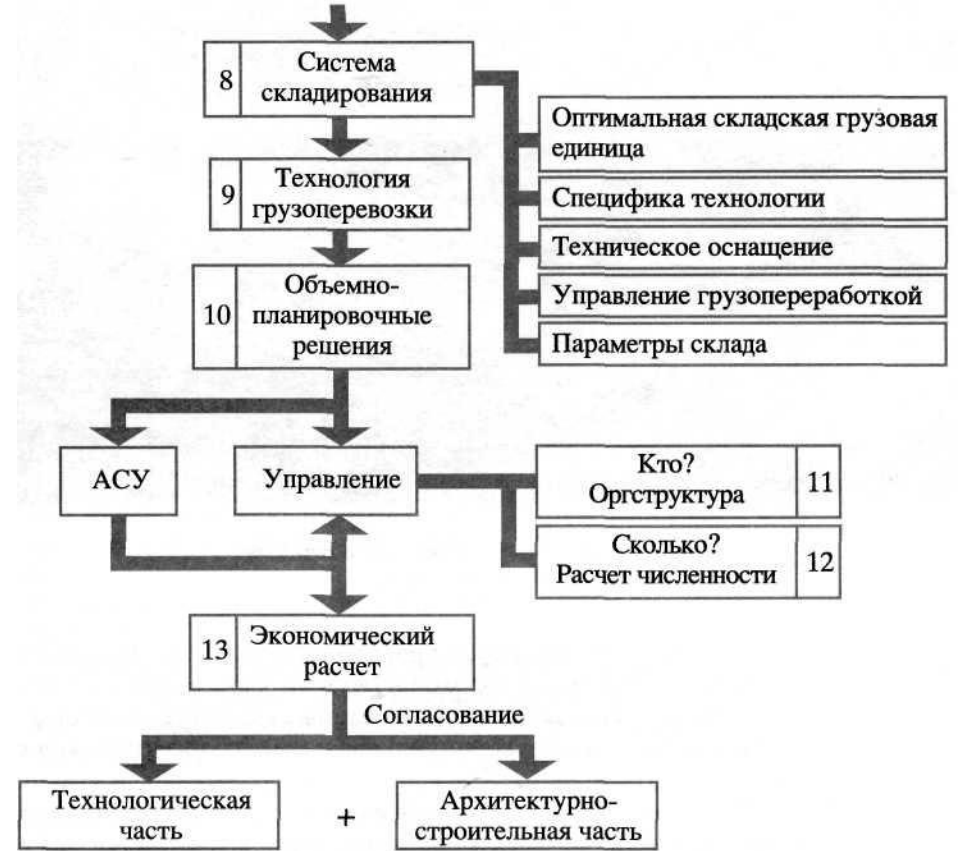 8
Система
складирования
Оптимальная складская грузовая
единица
9
Технология
грузоперевозки
Специфика технологии
Техническое оснащение
10
Объемно-
планировочные
решения
Управление грузопереработкой
Параметры склада
АСУ
Управление
Кто?
Оргструктура
11
Сколько?
Расчет численности
12
13
Экономический
расчет
Согласование
Технологическая
часть
+
Архитектурно-
строительная часть